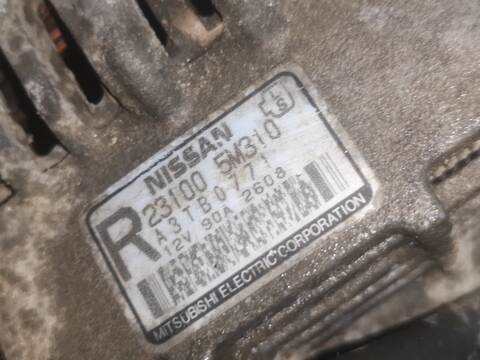 L
S
NISSAN
23100 5M310
R
A3TB0771
12V 90A 2608
MITSUBISHI ELECTRIC CORPORATION